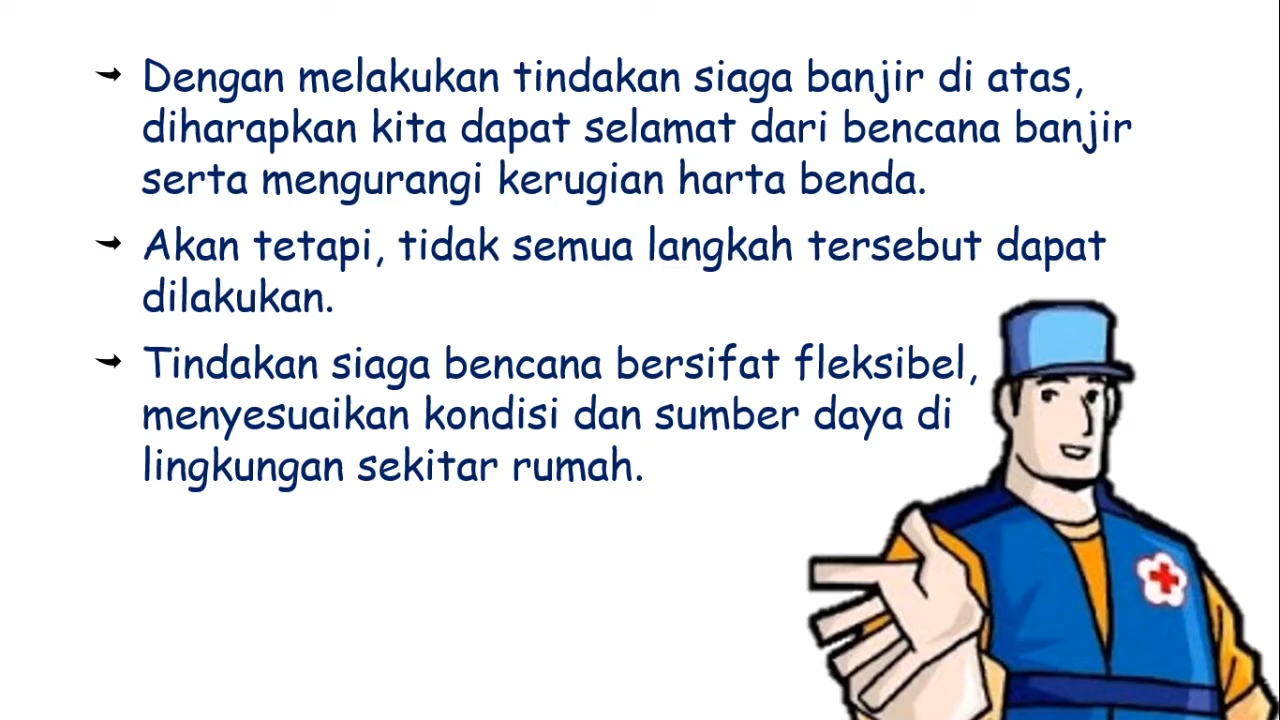 Dengan melakukan tindakan siaga banjir di atas,
diharapkan kita dapat selamat dari bencana banjir
serta mengurangi kerugian harta benda.
Akan tetapi, tidak semua langkah tersebut dapat
dilakukan.
Tindakan siaga bencana bersifat fleksibel,
menyesuaikan kondisi dan sumber daya di
lingkungan sekitar rumah.